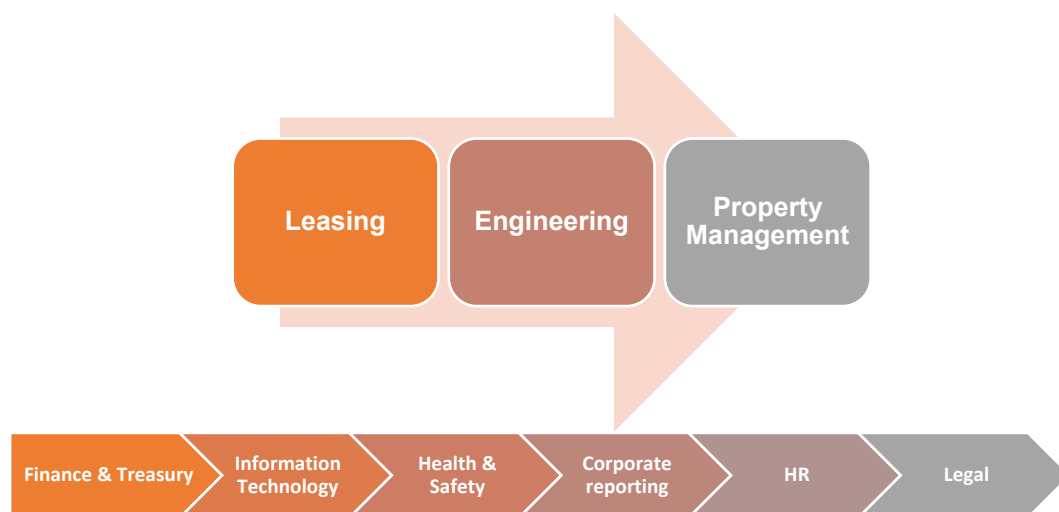 Leasing
Engineering
Property
Management
Finance & Treasury
Information
Technology
Health &
Safety
Corporate
reporting
HR
Legal